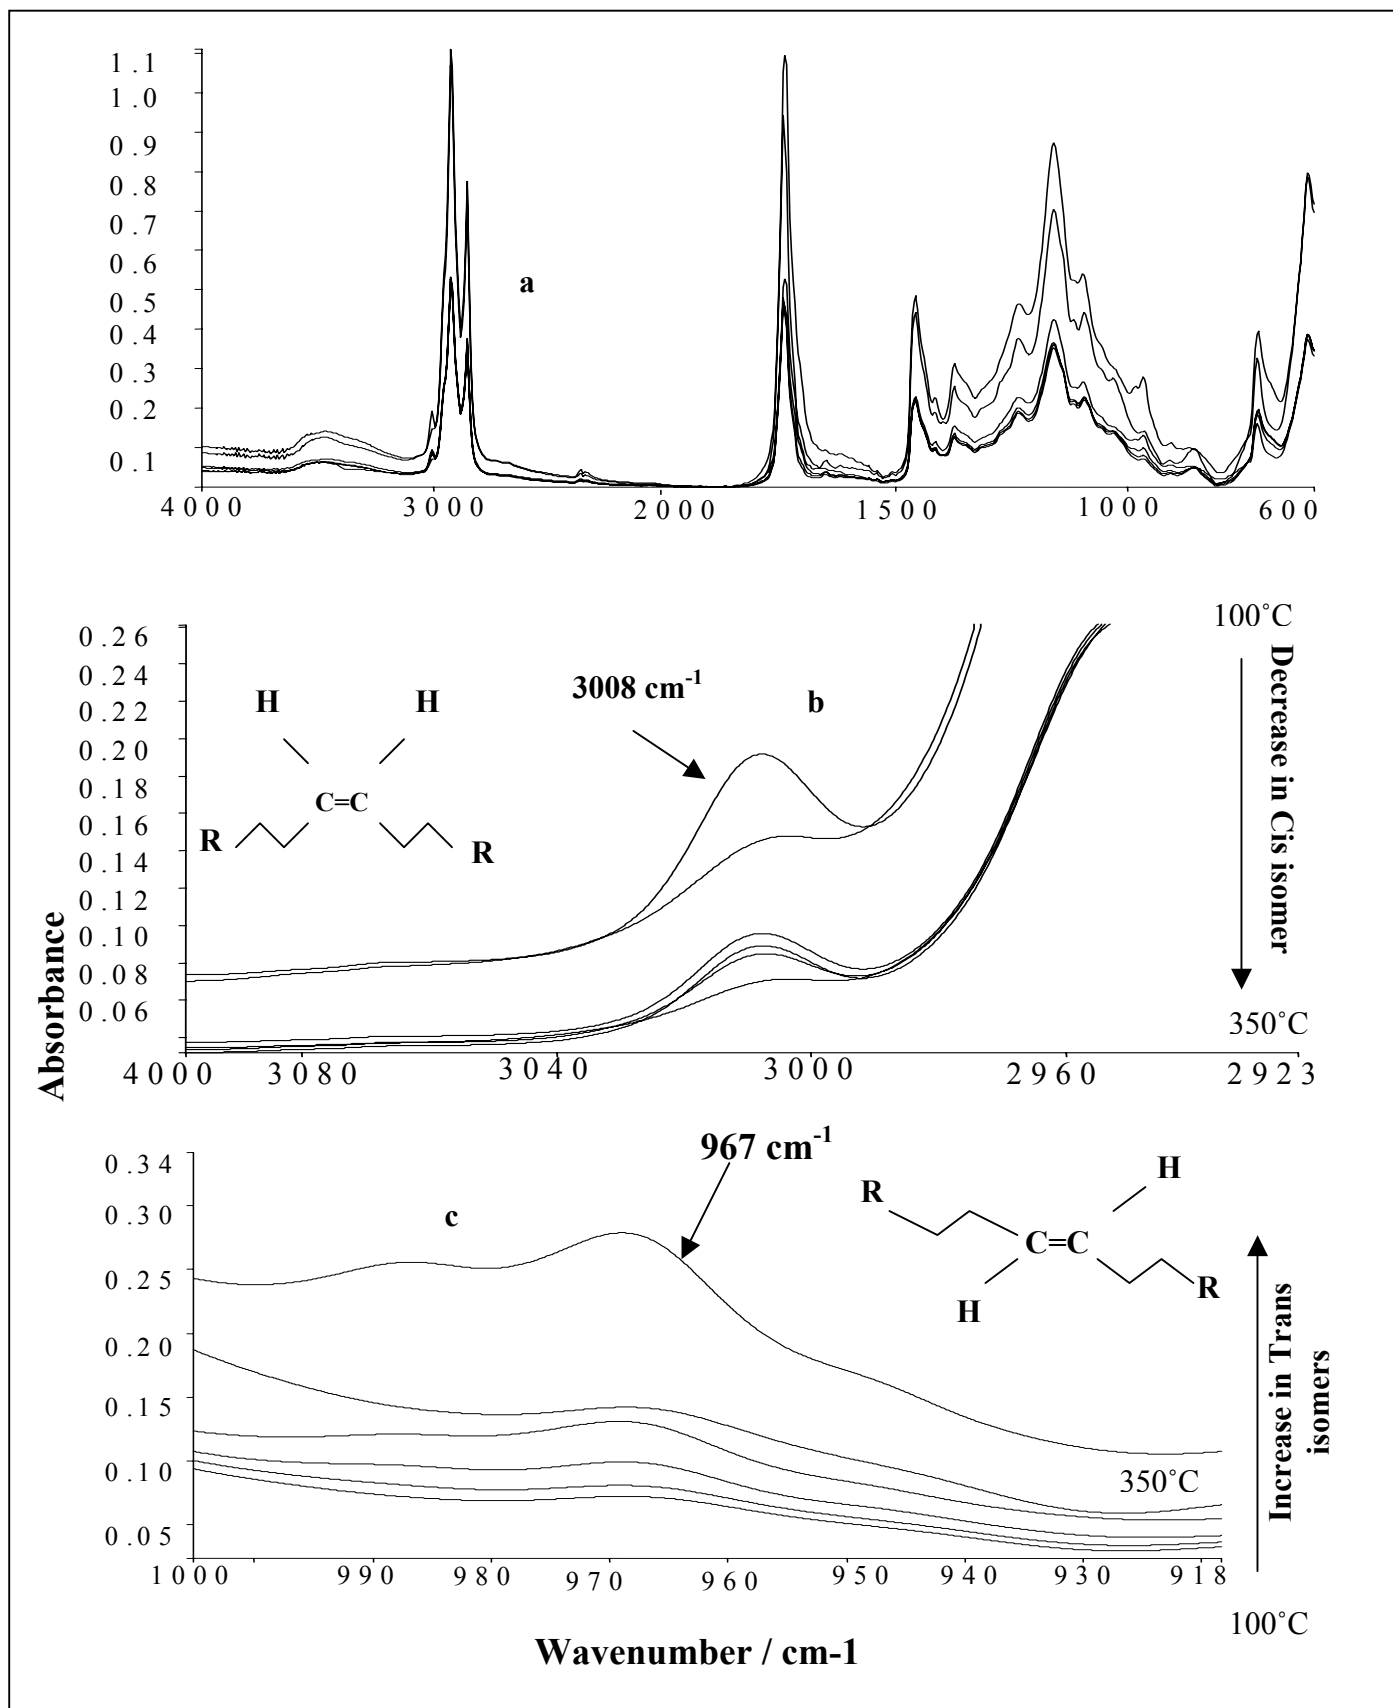 1.1
1.0
0.9
0.8
0.7
0.6
0.5
0.4
0.3
0.2
0.1
a
4000 3000 2000 1500 1000 600
100˚C
0.26
0.24
0.22
0.20
0.18
0.16
0.14
0.12
0.10
0.08
0.06
3008 cm-1
b
H H
C=C
R R
Decrease in Cis isomer
350˚C
4000 3080 3040 3000 2960 2923
Absorbance
967 cm-1
0.34
0.30
0.25
0.20
0.15
0.10
0.05
c
H
R
C=C
H
R
Increase in Trans
isomers
350˚C
1000 990 980 970 960 950 940 930 918
100˚C
Wavenumber / cm-1